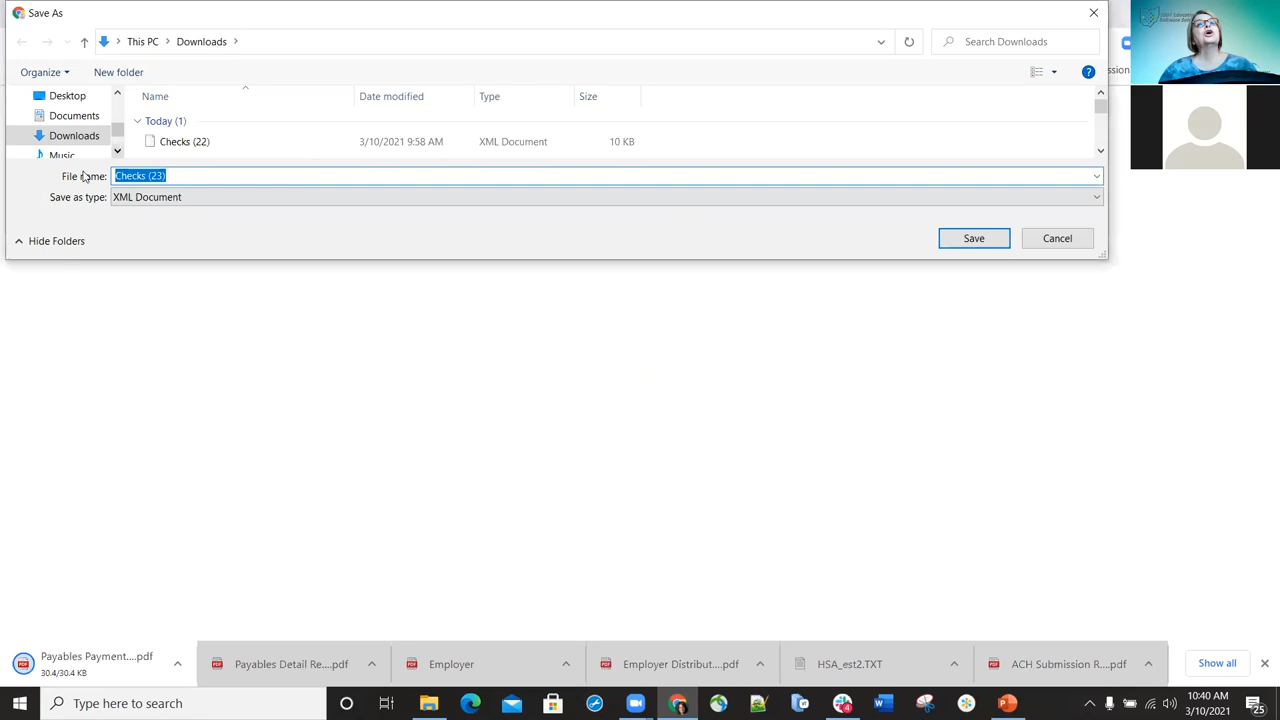 Save As
This PC
Downloads
Search Downloads
Organize
New folder
Desktop
Documents
Downloads
Music
Name
Date modified
Type
Size
Today (1)
Checks (22)
3/10/2021 9:58 AM
XML Document
10 KB
File name:
Checks (23)
Save as type:
XML Document
Hide Folders
Save
Cancel
Payables Payment....pdf
30.4/30.4 KB
Payables Detail Re....pdf
Employer
Employer Distribut....pdf
HSA_est2.TXT
ACH Submission R....pdf
Show all
Type here to search
10:40 AM
3/10/2021
25